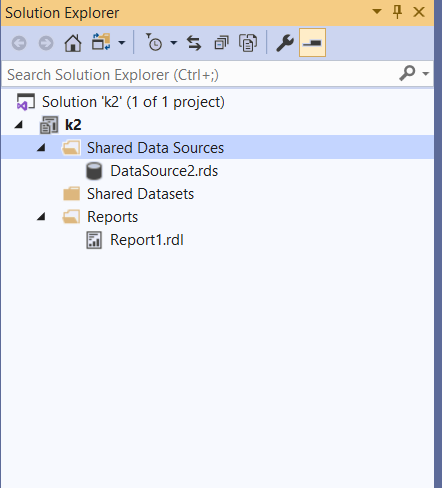 Solution Explorer
Search Solution Explorer (Ctrl+;)
Solution 'k2' (1 of 1 project)
k2
Shared Data Sources
DataSource2.rds
Shared Datasets
Reports
Report1.rdl